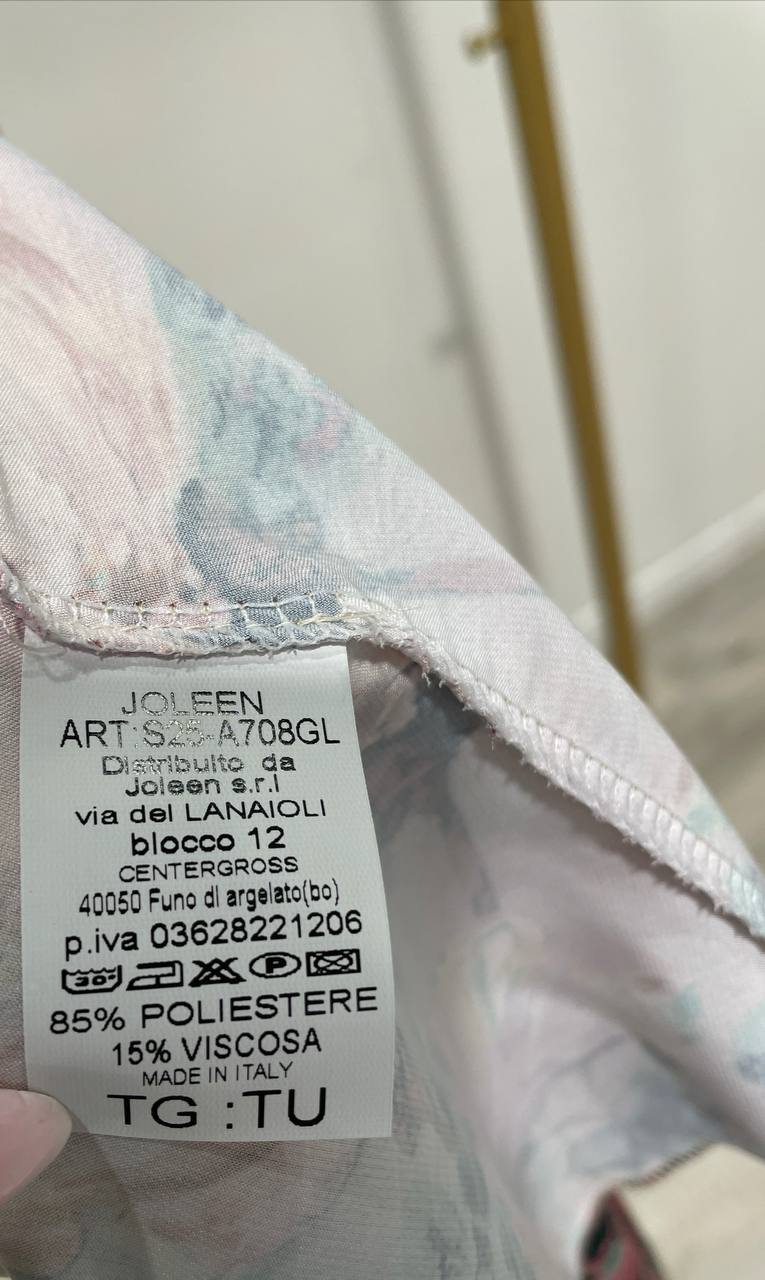 JOLEEN
ART:S25-A708GL
Distribuito da
Joleen s.r.l
via dei LANAIOLI
blocco 12
CENTERGROSS
40050 Funo di argelato(bo)
p.iva 03628221206
30° P
85% POLIESTERE
15% VISCOSA
MADE IN ITALY
TG :TU